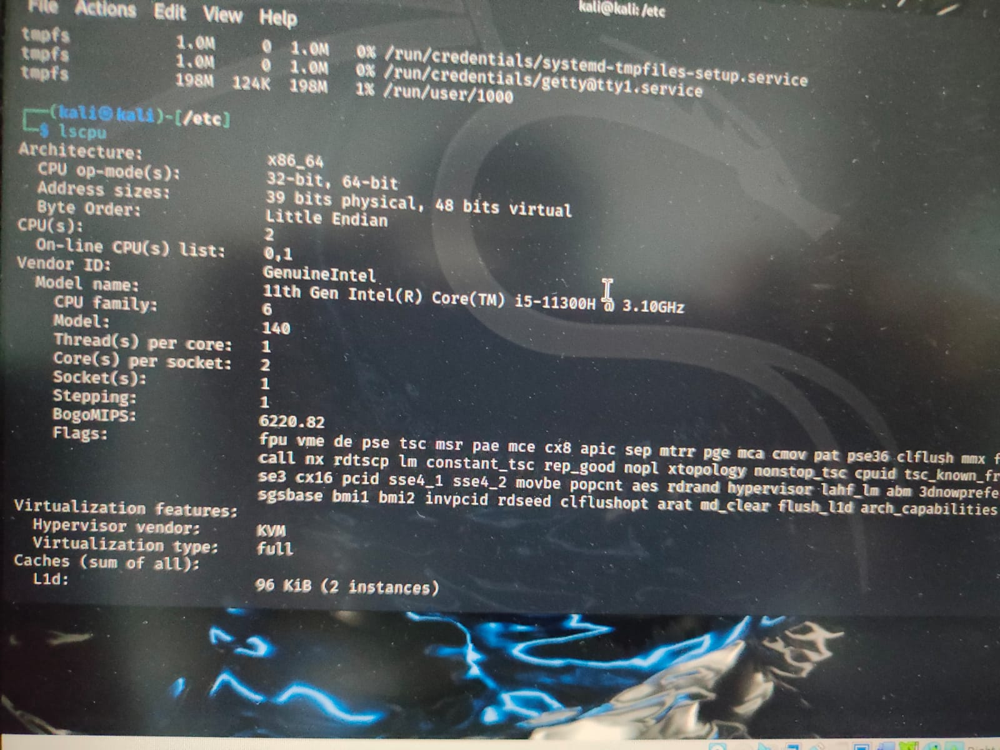 File Actions Edit View Help
kali@kali: /etc
tmpfs 1.0M 0 1.0M 0% /run/credentials/systemd-tmpfiles-setup.service
tmpfs 1.0M 0 1.0M 0% /run/credentials/getty@tty1.service
tmpfs 198M 124K 198M 1% /run/user/1000
(kali㉿kali)-[/etc]
$ lscpu
Architecture: x86_64
CPU op-mode(s): 32-bit, 64-bit
Address sizes: 39 bits physical, 48 bits virtual
Byte Order: Little Endian
CPU(s): 2
On-line CPU(s) list: 0,1
Vendor ID: GenuineIntel
Model name: 11th Gen Intel(R) Core(TM) i5-11300H @ 3.10GHz
CPU family: 6
Model: 140
Thread(s) per core: 1
Core(s) per socket: 2
Socket(s): 1
Stepping: 1
BogoMIPS: 6220.82
Flags: fpu vme de pse tsc msr pae mce cx8 apic sep mtrr pge mca cmov pat pse36 clflush mmx f
call nx rdtscp lm constant_tsc rep_good nopl xtopology nonstop_tsc cpuid tsc_known_fr
se3 cx16 pcid sse4_1 sse4_2 movbe popcnt aes rdrand hypervisor lahf_lm abm 3dnowprefe
sgsbase bmi1 bmi2 invpcid rdseed clflushopt arat md_clear flush_l1d arch_capabilities
Virtualization features:
Hypervisor vendor: KVM
Virtualization type: full
Caches (sum of all):
L1d: 96 KiB (2 instances)